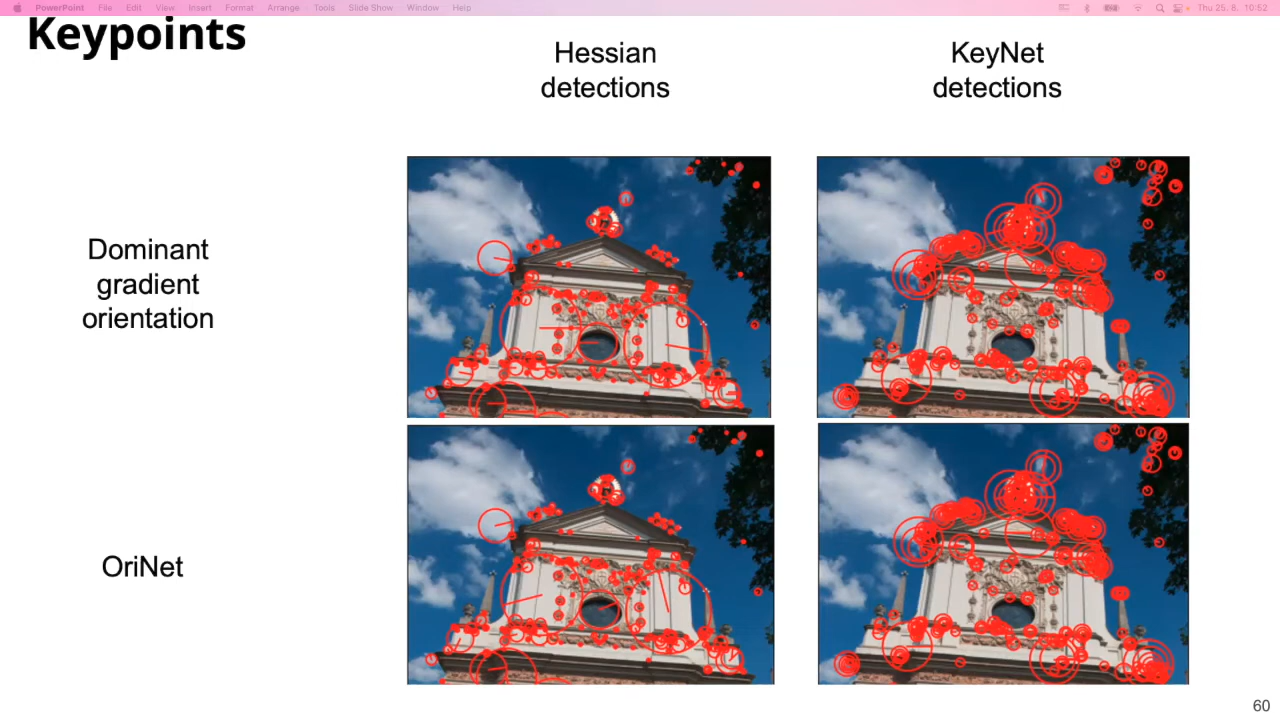 PowerPoint File Edit View Insert Format Arrange Tools Slide Show Window Help Thu 25. 8. 10:52
Keypoints
Hessian
detections
KeyNet
detections
Dominant
gradient
orientation
OriNet
60